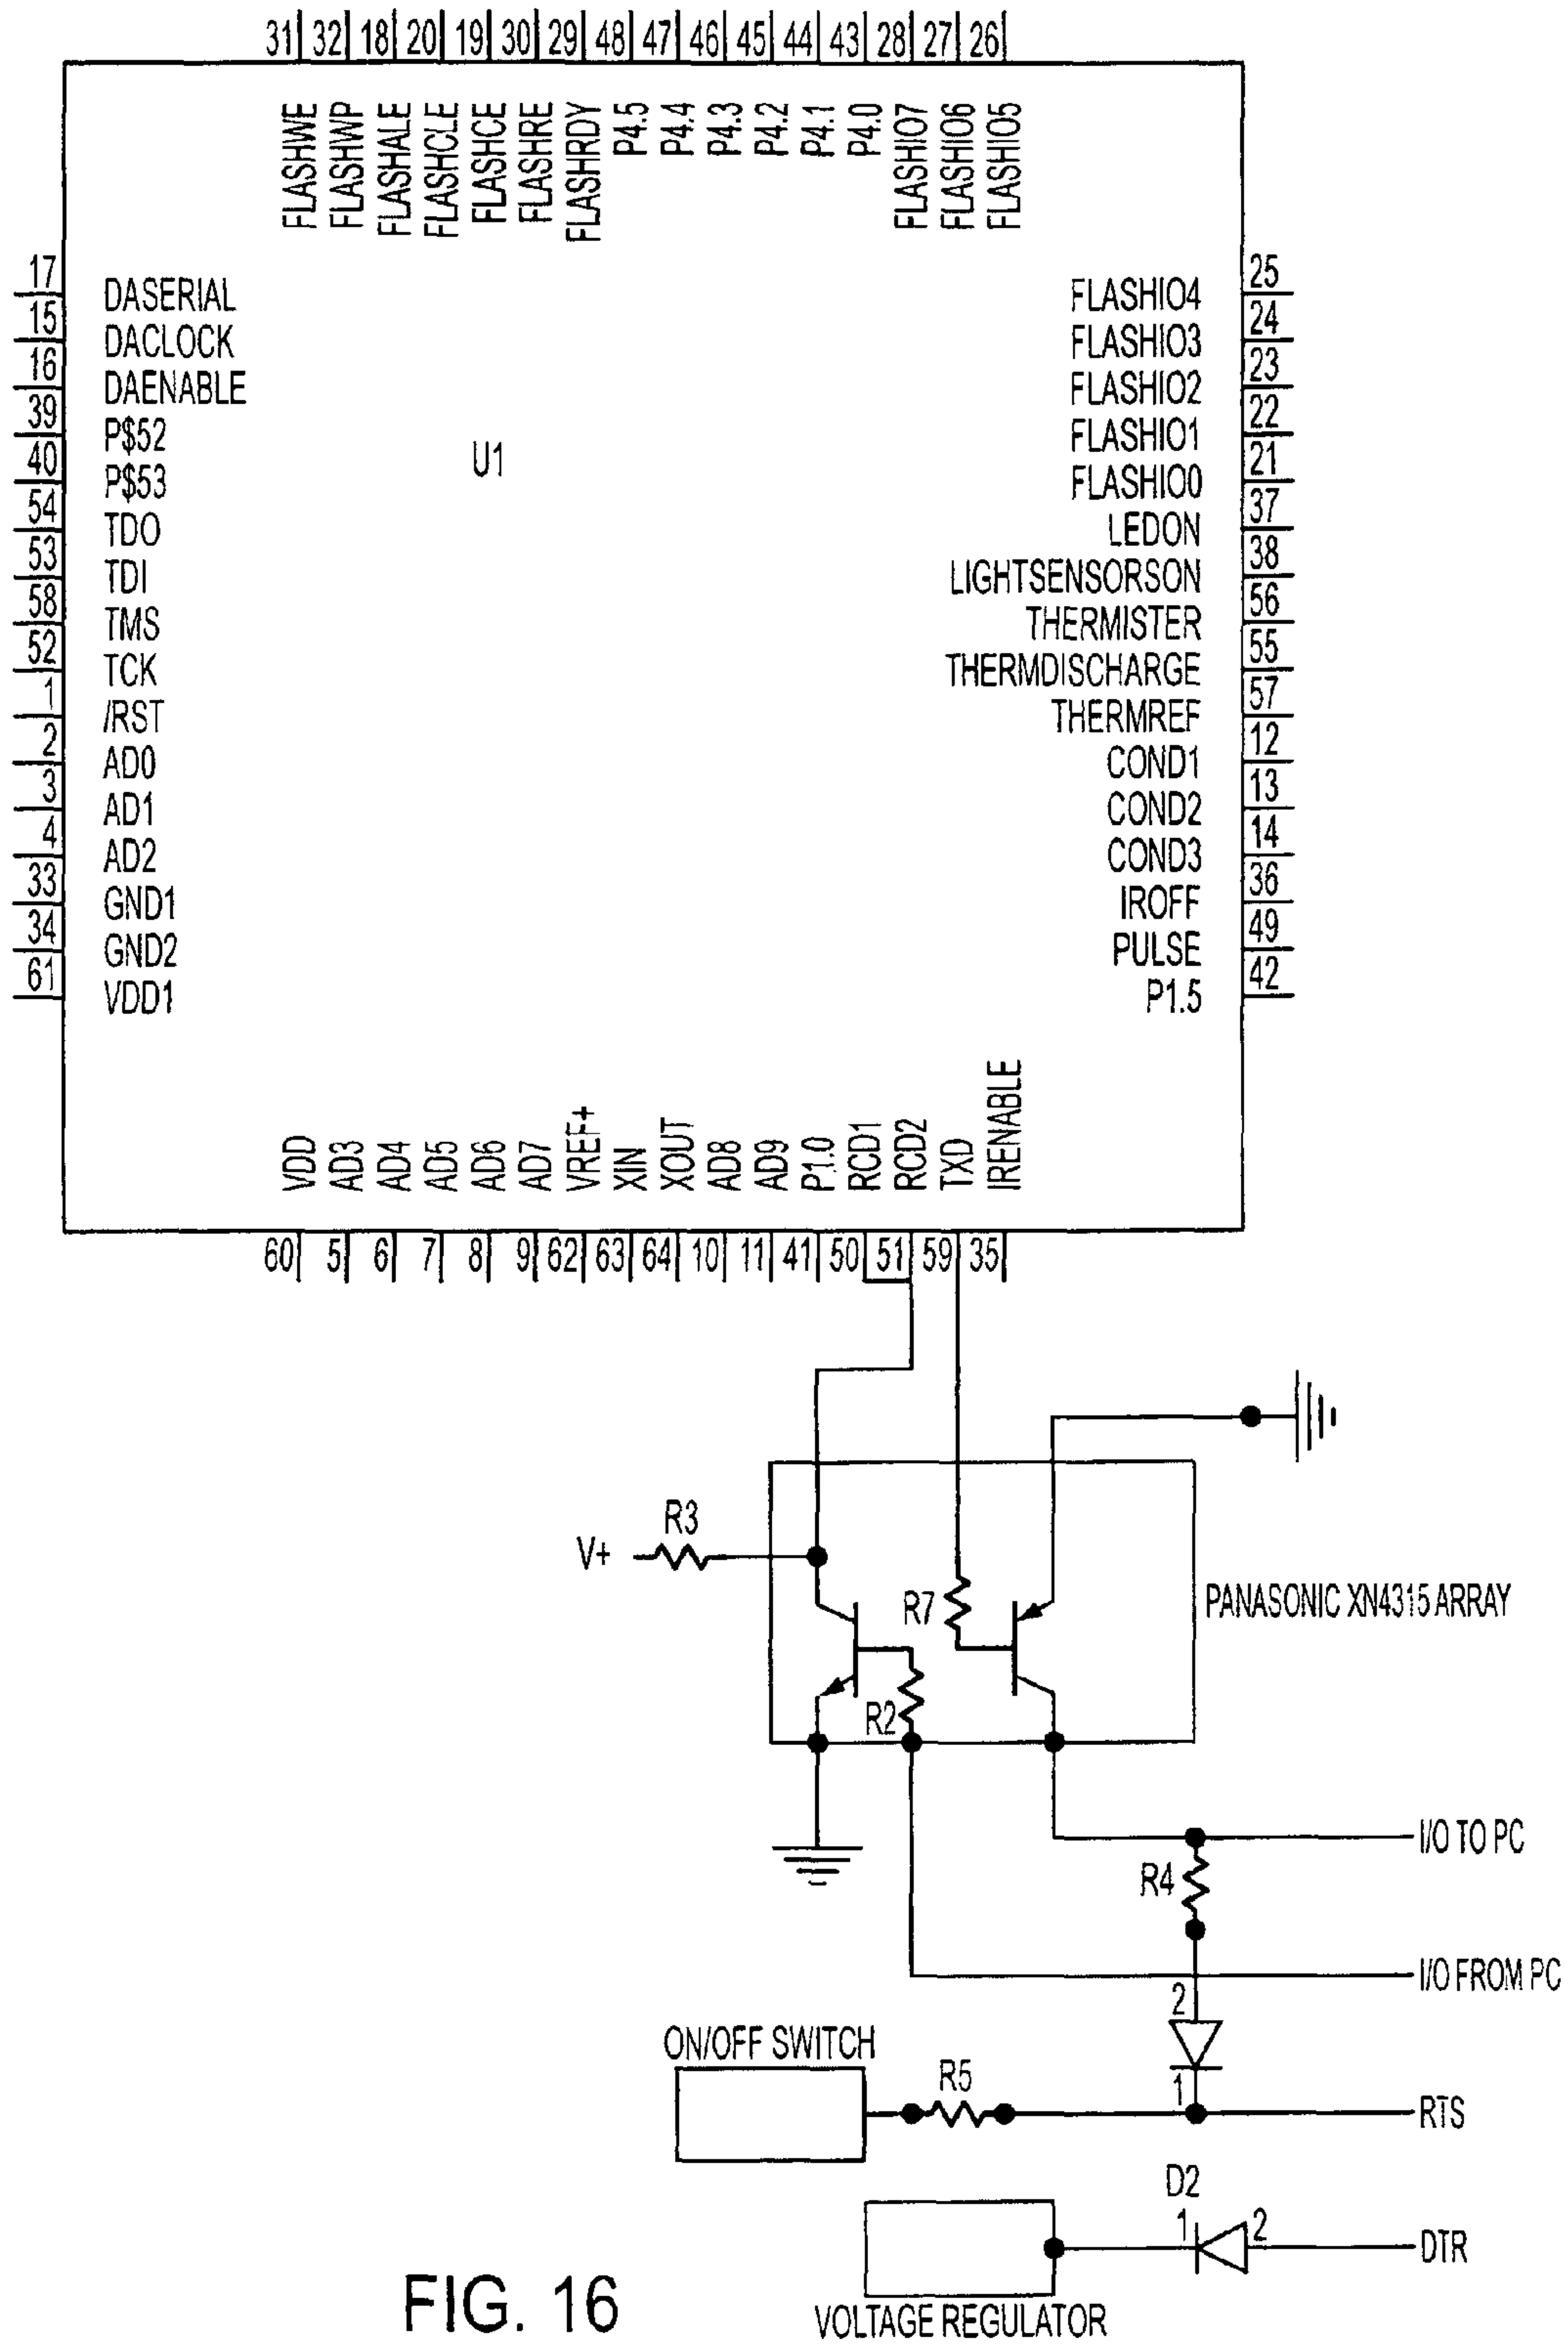 31 32 18 20 19 30 29 48 47 46 45 44 43 28 27 26
FLASHWE FLASHWP FLASHALE FLASHCLE FLASHCE FLASHRE FLASHRDY P4.5 P4.4 P4.3 P4.2 P4.1 P4.0 FLASHIO7 FLASHIO6 FLASHIO5
17 DASERIAL FLASHIO4 25
15 DACLOCK FLASHIO3 24
16 DAENABLE FLASHIO2 23
39 P$52 FLASHIO1 22
U1
40 P$53 FLASHIO0 21
54 TDO LEDON 37
53 TDI LIGHTSENSORSON 38
58 TMS THERMISTER 56
52 TCK THERMDISCHARGE 55
1 /RST THERMREF 57
2 AD0 COND1 12
3 AD1 COND2 13
4 AD2 COND3 14
33 GND1 IROFF 36
34 GND2 PULSE 49
61 VDD1 P1.5 42
VDD AD3 AD4 AD5 AD6 AD7 VREF+ XIN XOUT AD8 AD9 P1.0 RCD1 RCD2 TXD IRENABLE
60 5 6 7 8 9 62 63 64 10 11 41 50 51 59 35
R3
V+
R7
PANASONIC XN4315 ARRAY
R2
I/O TO PC
R4
I/O FROM PC
2
ON/OFF SWITCH
R5
1
RTS
D2
1 2
DTR
VOLTAGE REGULATOR
FIG. 16